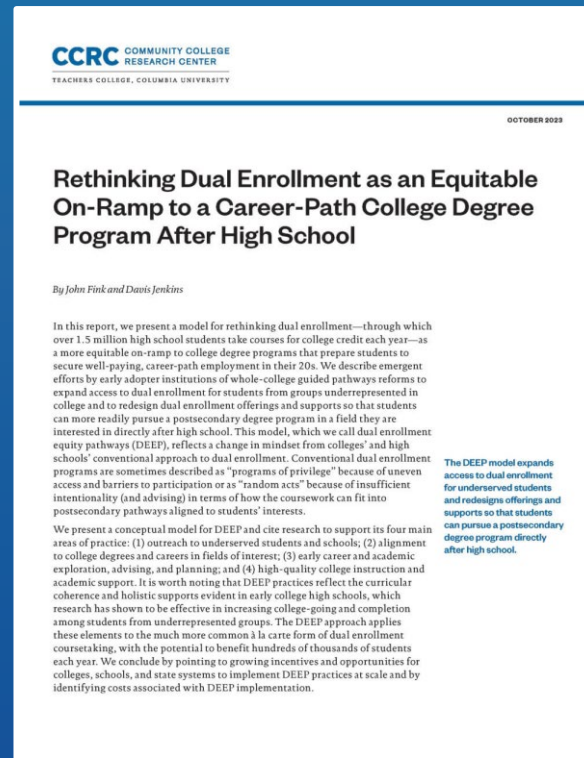 CCRC COMMUNITY COLLEGE
RESEARCH CENTER
TEACHERS COLLEGE, COLUMBIA UNIVERSITY
OCTOBER 2023
Rethinking Dual Enrollment as an Equitable
On-Ramp to a Career-Path College Degree
Program After High School
By John Fink and Davis Jenkins
In this report, we present a model for rethinking dual enrollment—through which
over 1.5 million high school students take courses for college credit each year—as
a more equitable on-ramp to college degree programs that prepare students to
secure well-paying, career-path employment in their 20s. We describe emergent
efforts by early adopter institutions of whole-college guided pathways reforms to
expand access to dual enrollment for students from groups underrepresented in
college and to redesign dual enrollment offerings and supports so that students
can more readily pursue a postsecondary degree program in a field they are
interested in directly after high school. This model, which we call dual enrollment
equity pathways (DEEP), reflects a change in mindset from colleges' and high
schools' conventional approach to dual enrollment. Conventional dual enrollment
programs are sometimes described as "programs of privilege" because of uneven
access and barriers to participation or as "random acts" because of insufficient
intentionality (and advising) in terms of how the coursework can fit into
postsecondary pathways aligned to students' interests.
The DEEP model expands
access to dual enrollment
for underserved students
and redesigns offerings and
supports so that students
can pursue a postsecondary
degree program directly
after high school.
We present a conceptual model for DEEP and cite research to support its four main
areas of practice: (1) outreach to underserved students and schools; (2) alignment
to college degrees and careers in fields of interest; (3) early career and academic
exploration, advising, and planning; and (4) high-quality college instruction and
academic support. It is worth noting that DEEP practices reflect the curricular
coherence and holistic supports evident in early college high schools, which
research has shown to be effective in increasing college-going and completion
among students from underrepresented groups. The DEEP approach applies
these elements to the much more common à la carte form of dual enrollment
coursetaking, with the potential to benefit hundreds of thousands of students
each year. We conclude by pointing to growing incentives and opportunities for
colleges, schools, and state systems to implement DEEP practices at scale and by
identifying costs associated with DEEP implementation.